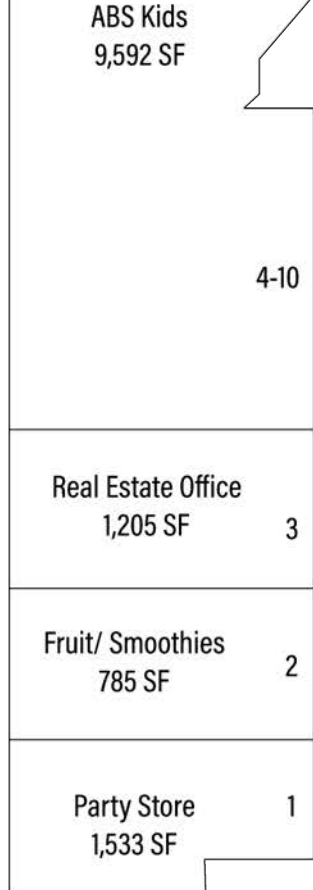 ABS Kids
9,592 SF
4-10
Real Estate Office
1,205 SF
3
Fruit/ Smoothies
785 SF
2
Party Store
1
1,533 SF